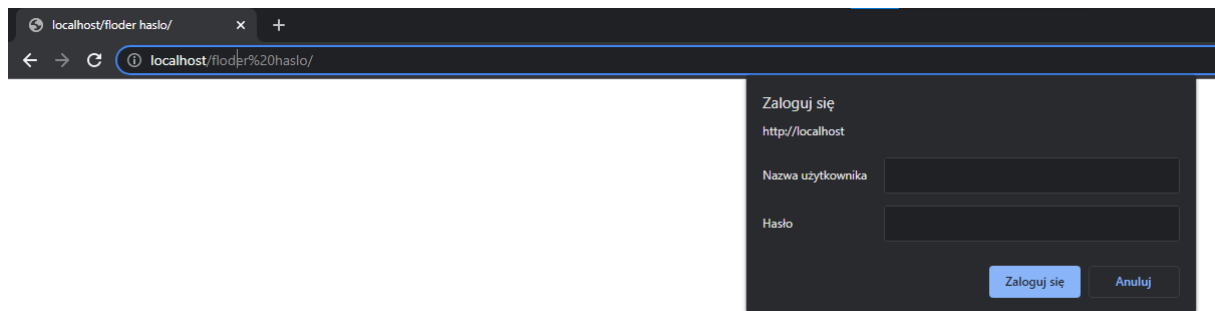 localhost/floder haslo/
localhost/floder%20haslo/
Zaloguj się
http://localhost
Nazwa użytkownika
Hasło
Zaloguj się Anuluj